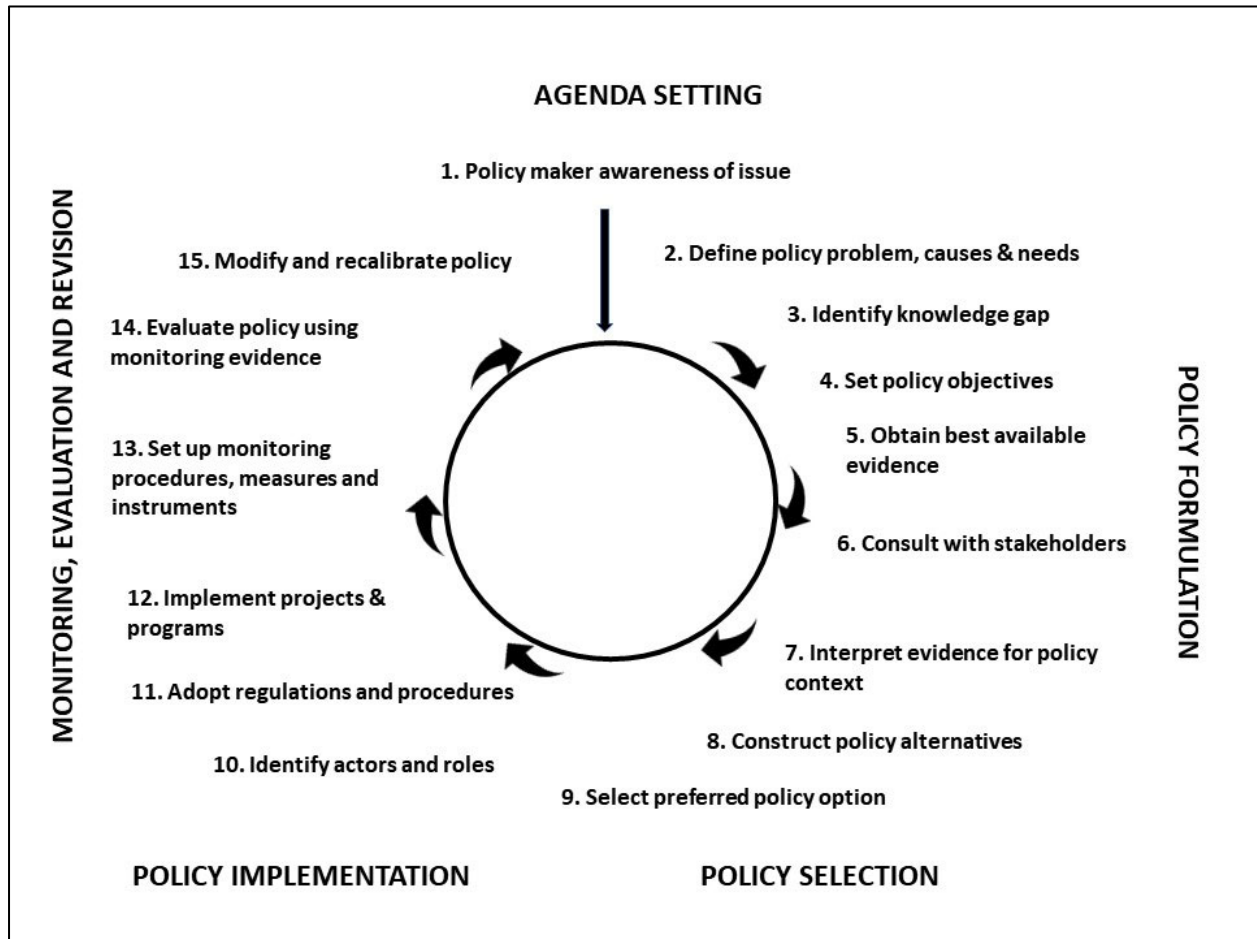 AGENDA SETTING
1. Policy maker awareness of issue
2. Define policy problem, causes & needs
3. Identify knowledge gap
4. Set policy objectives
5. Obtain best available
evidence
6. Consult with stakeholders
7. Interpret evidence for policy
context
8. Construct policy alternatives
9. Select preferred policy option
10. Identify actors and roles
11. Adopt regulations and procedures
12. Implement projects &
programs
13. Set up monitoring
procedures, measures and
instruments
14. Evaluate policy using
monitoring evidence
15. Modify and recalibrate policy
POLICY FORMULATION
POLICY SELECTION
POLICY IMPLEMENTATION
MONITORING, EVALUATION AND REVISION